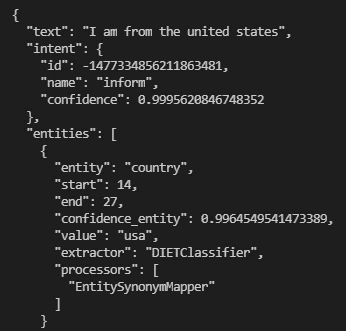 {
"text": "I am from the united states",
"intent": {
"id": -1477334856211863481,
"name": "inform",
"confidence": 0.9995620846748352
},
"entities": [
{
"entity": "country",
"start": 14,
"end": 27,
"confidence_entity": 0.9964549541473389,
"value": "usa",
"extractor": "DIETClassifier",
"processors": [
"EntitySynonymMapper"
]
}